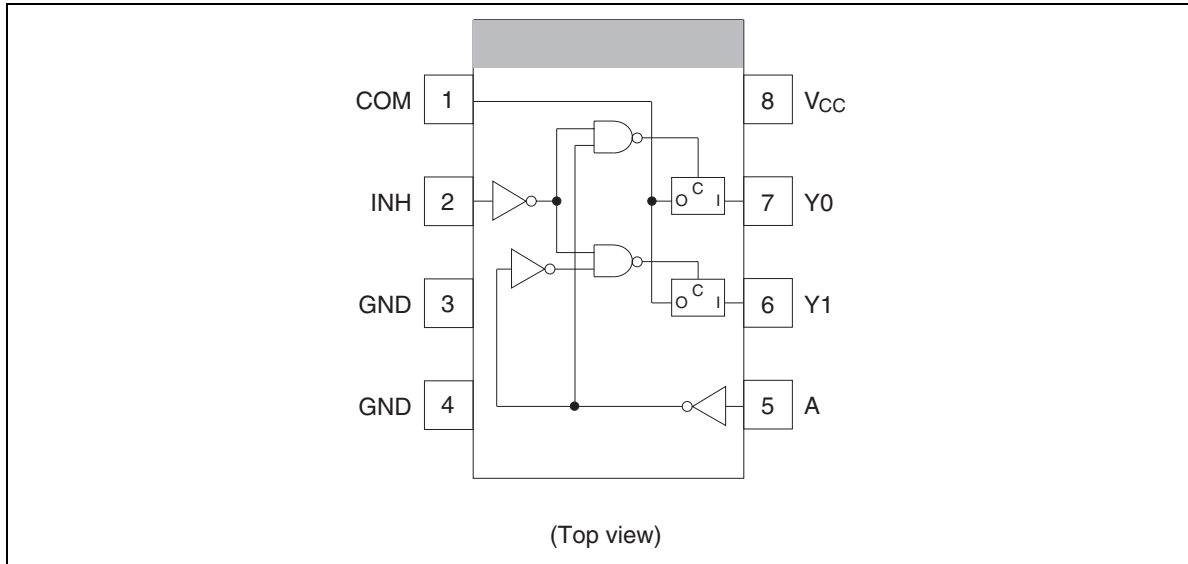 COM 1
8 VCC
C
INH 2
O I
7 Y0
C
GND 3
O I
6 Y1
GND 4
5 A
(Top view)